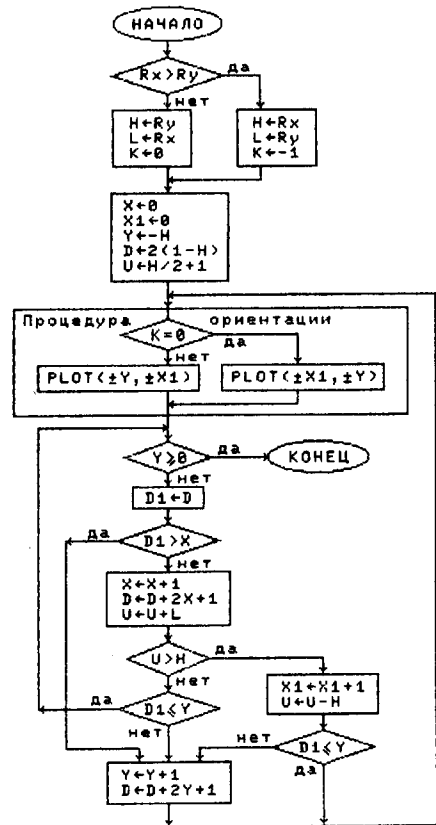 НАЧАЛО
Rx>Ry
да
нет
H←Ry
L←Rx
K←0
H←Rx
L←Ry
K←-1
X←0
X1←0
Y←-H
D←2(1-H)
U←H/2+1
Процедура ориентации
K=0
нет
да
PLOT(±Y,±X1)
PLOT(±X1,±Y)
Y⩾0
да
КОНЕЦ
нет
D1←D
да
D1>X
нет
X←X+1
D←D+2X+1
U←U+L
U>H
да
нет
X1←X1+1
U←U-H
да
D1⩽Y
нет
нет
D1⩽Y
да
Y←Y+1
D←D+2Y+1